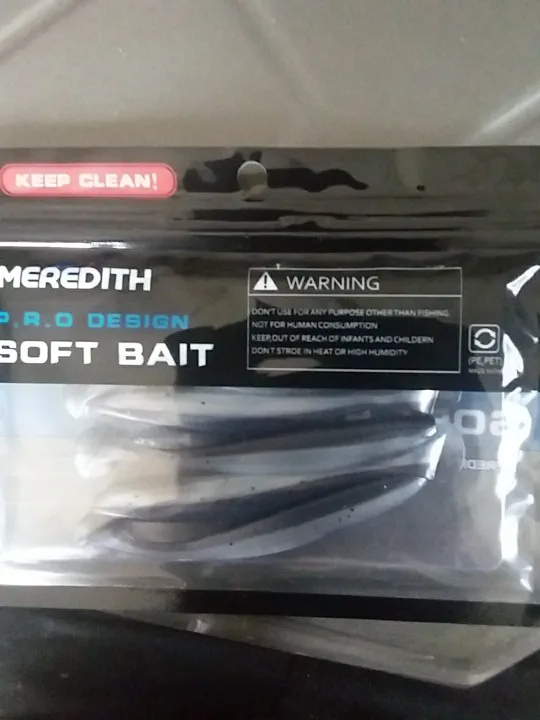 KEEP CLEAN!
MEREDITH
P.R.O DESIGN
SOFT BAIT
WARNING
DON'T USE FOR ANY PURPOSE OTHER THAN FISHING
NOT FOR HUMAN CONSUMPTION
KEEP,OUT OF REACH OF INFANTS AND CHILDERN
DON T STROE IN HEAT OR HIGH HUMIDITY
(PE,PET)